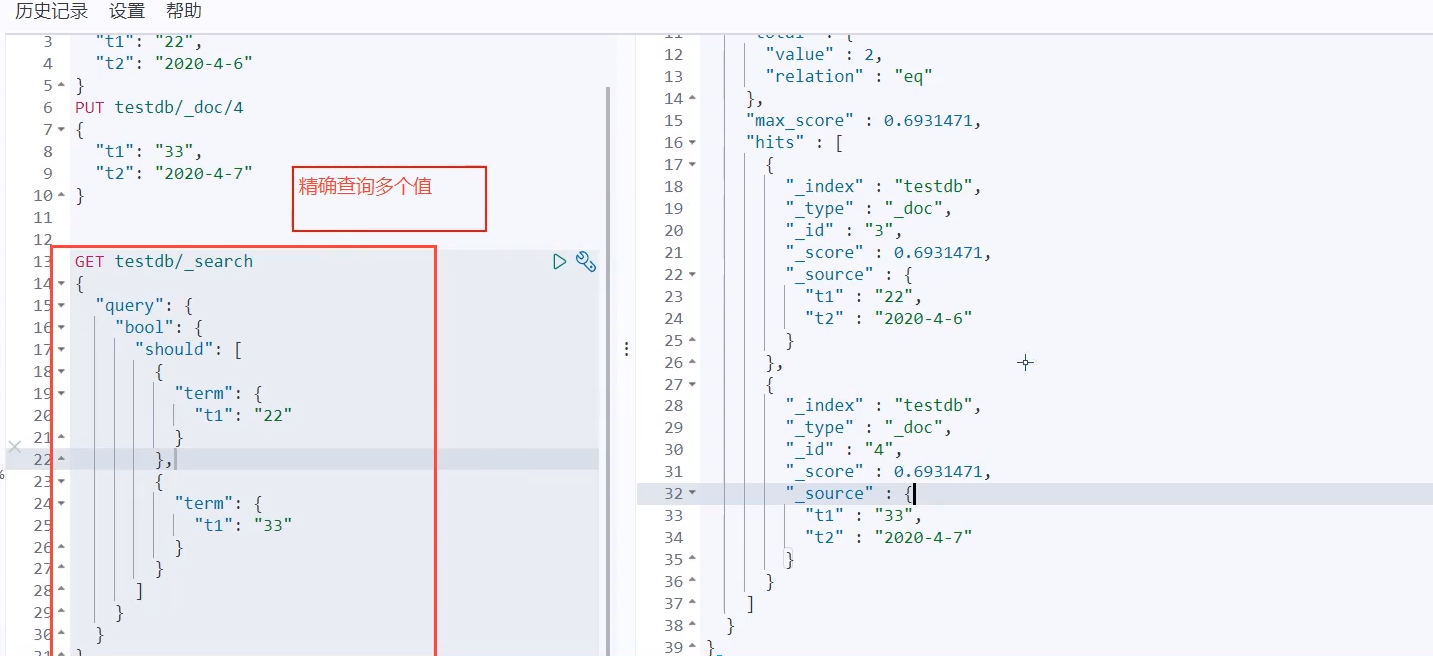 历史记录 设置 帮助
3 "t1": "22",
4 "t2": "2020-4-6"
5 }
6 PUT testdb/_doc/4
7 {
8 "t1": "33",
9 "t2": "2020-4-7"
10 }
11
12
精确查询多个值
13 GET testdb/_search
14 {
15 "query": {
16 "bool": {
17 "should": [
18 {
19 "term": {
20 "t1": "22"
21 }
22 },
23 {
24 "term": {
25 "t1": "33"
26 }
27 }
28 ]
29 }
30 }
31 }
11 "total" : {
12 "value" : 2,
13 "relation" : "eq"
14 },
15 "max_score" : 0.6931471,
16 "hits" : [
17 {
18 "_index" : "testdb",
19 "_type" : "_doc",
20 "_id" : "3",
21 "_score" : 0.6931471,
22 "_source" : {
23 "t1" : "22",
24 "t2" : "2020-4-6"
25 }
26 },
27 {
28 "_index" : "testdb",
29 "_type" : "_doc",
30 "_id" : "4",
31 "_score" : 0.6931471,
32 "_source" : {
33 "t1" : "33",
34 "t2" : "2020-4-7"
35 }
36 }
37 ]
38 }
39 }